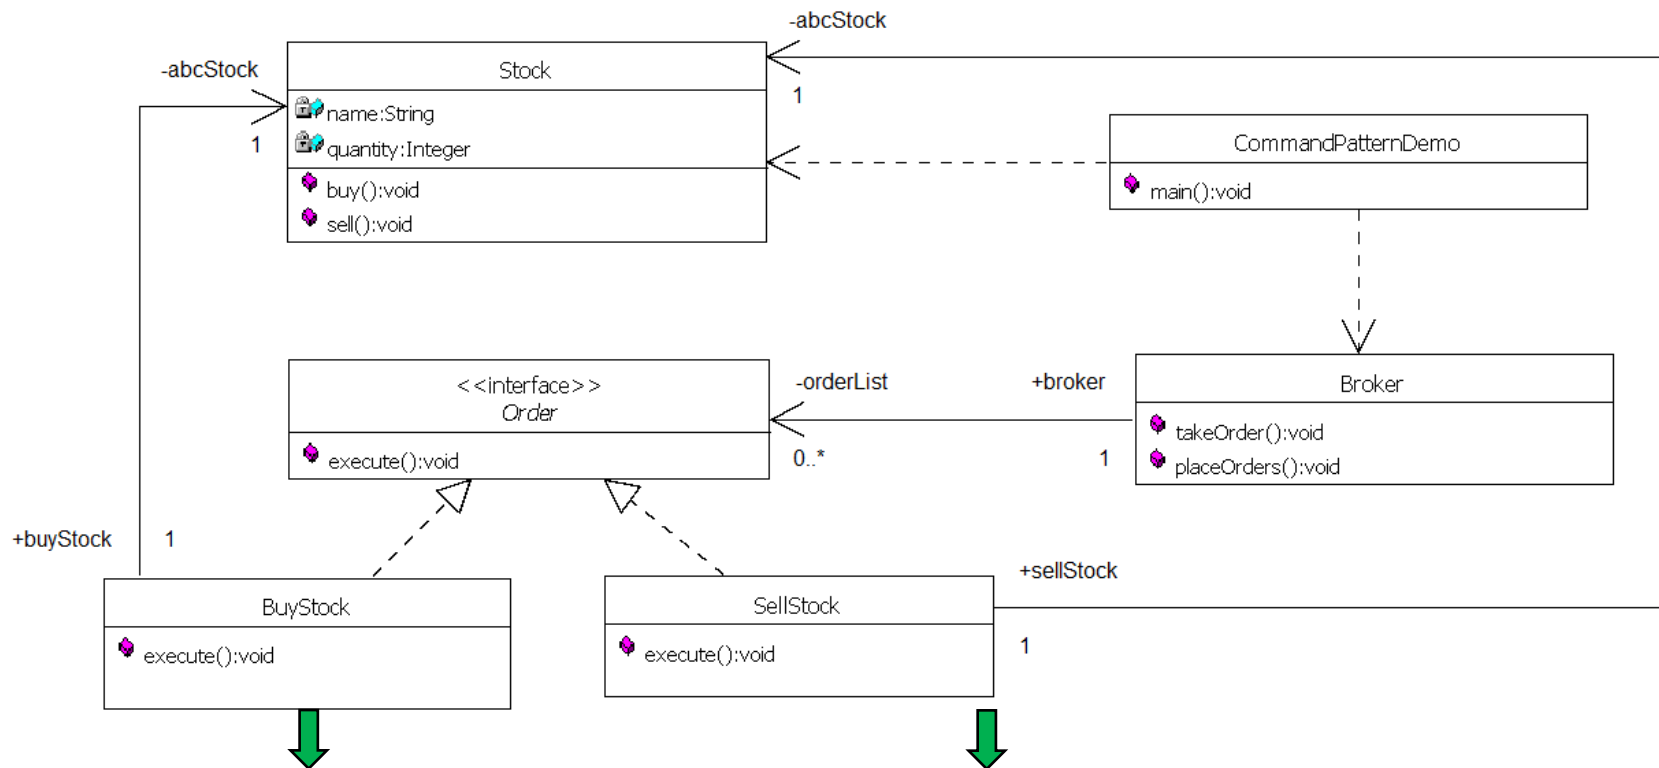 -abcStock
-abcStock
1
1
Stock
name:String
quantity:Integer
buy():void
sell():void
CommandPatternDemo
main():void
<<interface>>
Order
execute():void
-orderList
0..*
+broker
1
Broker
takeOrder():void
placeOrders():void
+buyStock
1
BuyStock
execute():void
SellStock
execute():void
+sellStock
1